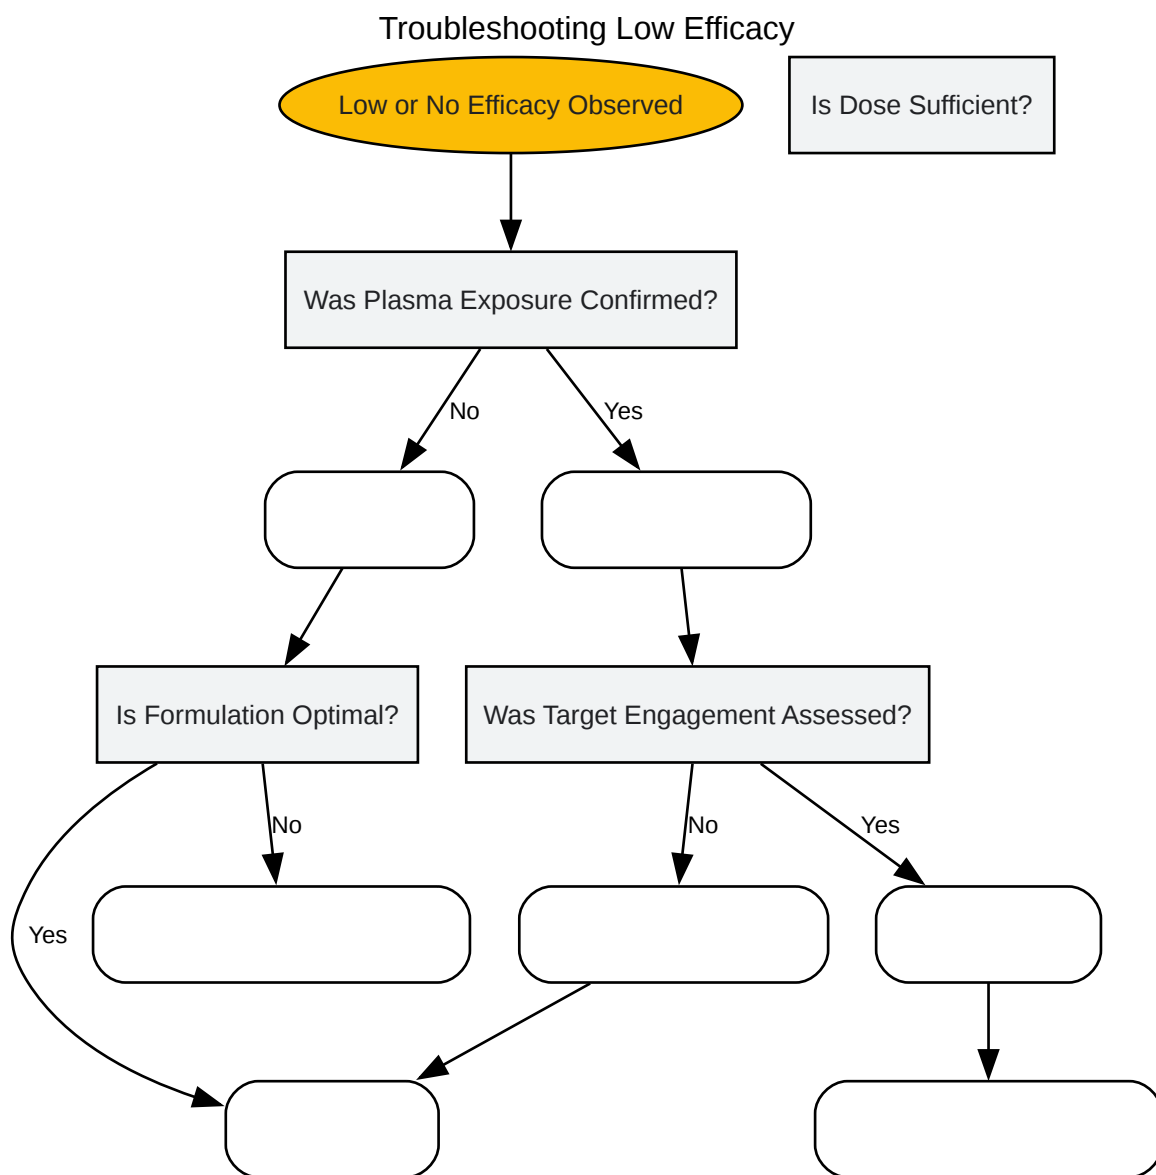 Troubleshooting Low Efficacy
Low or No Efficacy Observed
Is Dose Sufficient?
Was Plasma Exposure Confirmed?
No
Yes
Is Formulation Optimal?
Was Target Engagement Assessed?
No
No
Yes
Yes